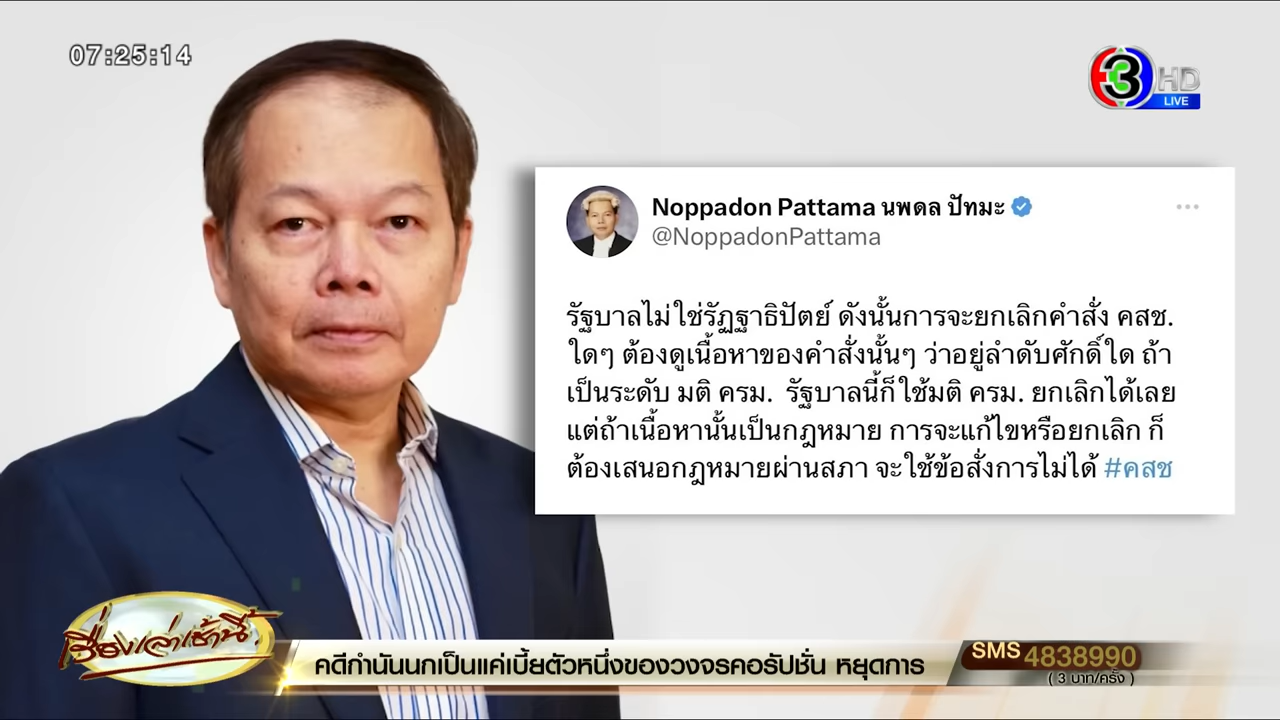 07:25:14
3 HD
LIVE
Noppadon Pattama นพดล ปัทมะ
@NoppadonPattama
รัฐบาลไม่ใช่รัฏฐาธิปัตย์ ดังนั้นการจะยกเลิกคำสั่ง คสช.
ใดๆ ต้องดูเนื้อหาของคำสั่งนั้นๆ ว่าอยู่ลำดับศักดิ์ใด ถ้า
เป็นระดับ มติ ครม. รัฐบาลนี้ก็ใช้มติ ครม. ยกเลิกได้เลย
แต่ถ้าเนื้อหานั้นเป็นกฎหมาย การจะแก้ไขหรือยกเลิก ก็
ต้องเสนอกฎหมายผ่านสภา จะใช้ข้อสั่งการไม่ได้ #คสช
เรื่องเล่าเช้านี้
คดีกำนันนกเป็นแค่เบี้ยตัวหนึ่งของวงจรคอรัปชั่น หยุดการ
SMS 4838990
( 3 บาท/ครั้ง )